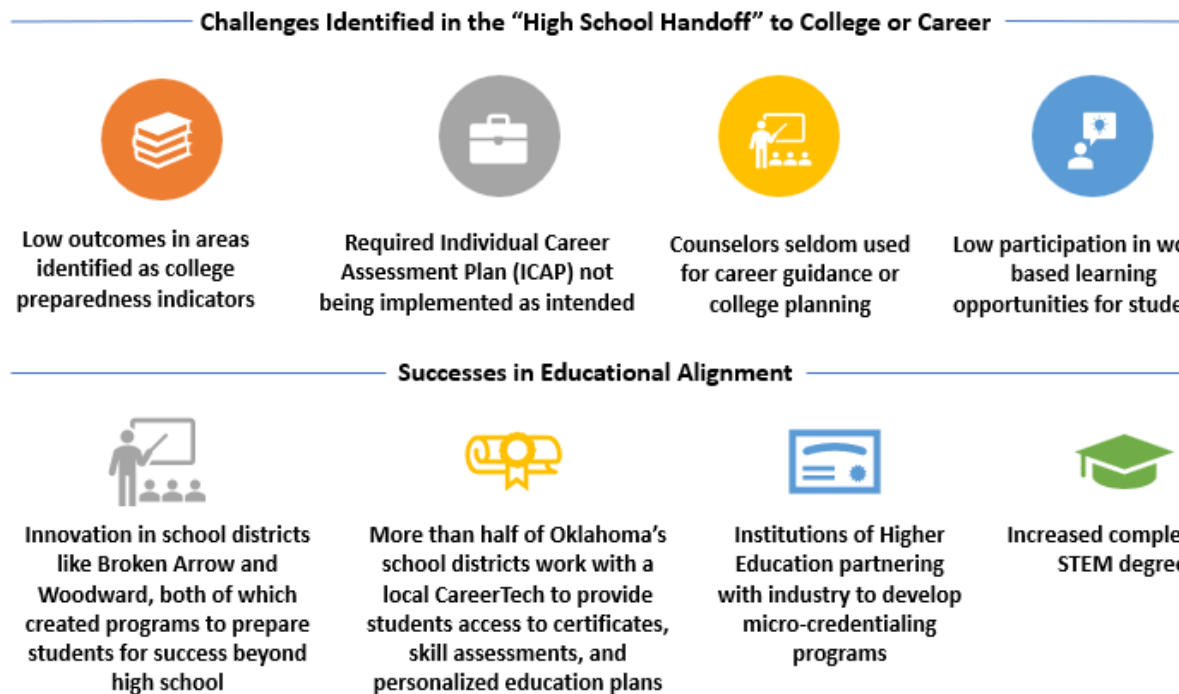 Challenges Identified in the “High School Handoff” to College or Career
Low outcomes in areas
identified as college
preparedness indicators
Required Individual Career
Assessment Plan (ICAP) not
being implemented as intended
Counselors seldom used
for career guidance or
college planning
Low participation in
based learning
opportunities for
Successes in Educational Alignment
Innovation in school districts
like Broken Arrow and
Woodward, both of which
created programs to prepare
students for success beyond
high school
More than half of Oklahoma’s
school districts work with a
local CareerTech to provide
students access to certificates,
skill assessments, and
personalized education plans
Institutions of Higher
Education partnering
with industry to develop
micro-credentialing
programs
Increased
STEM